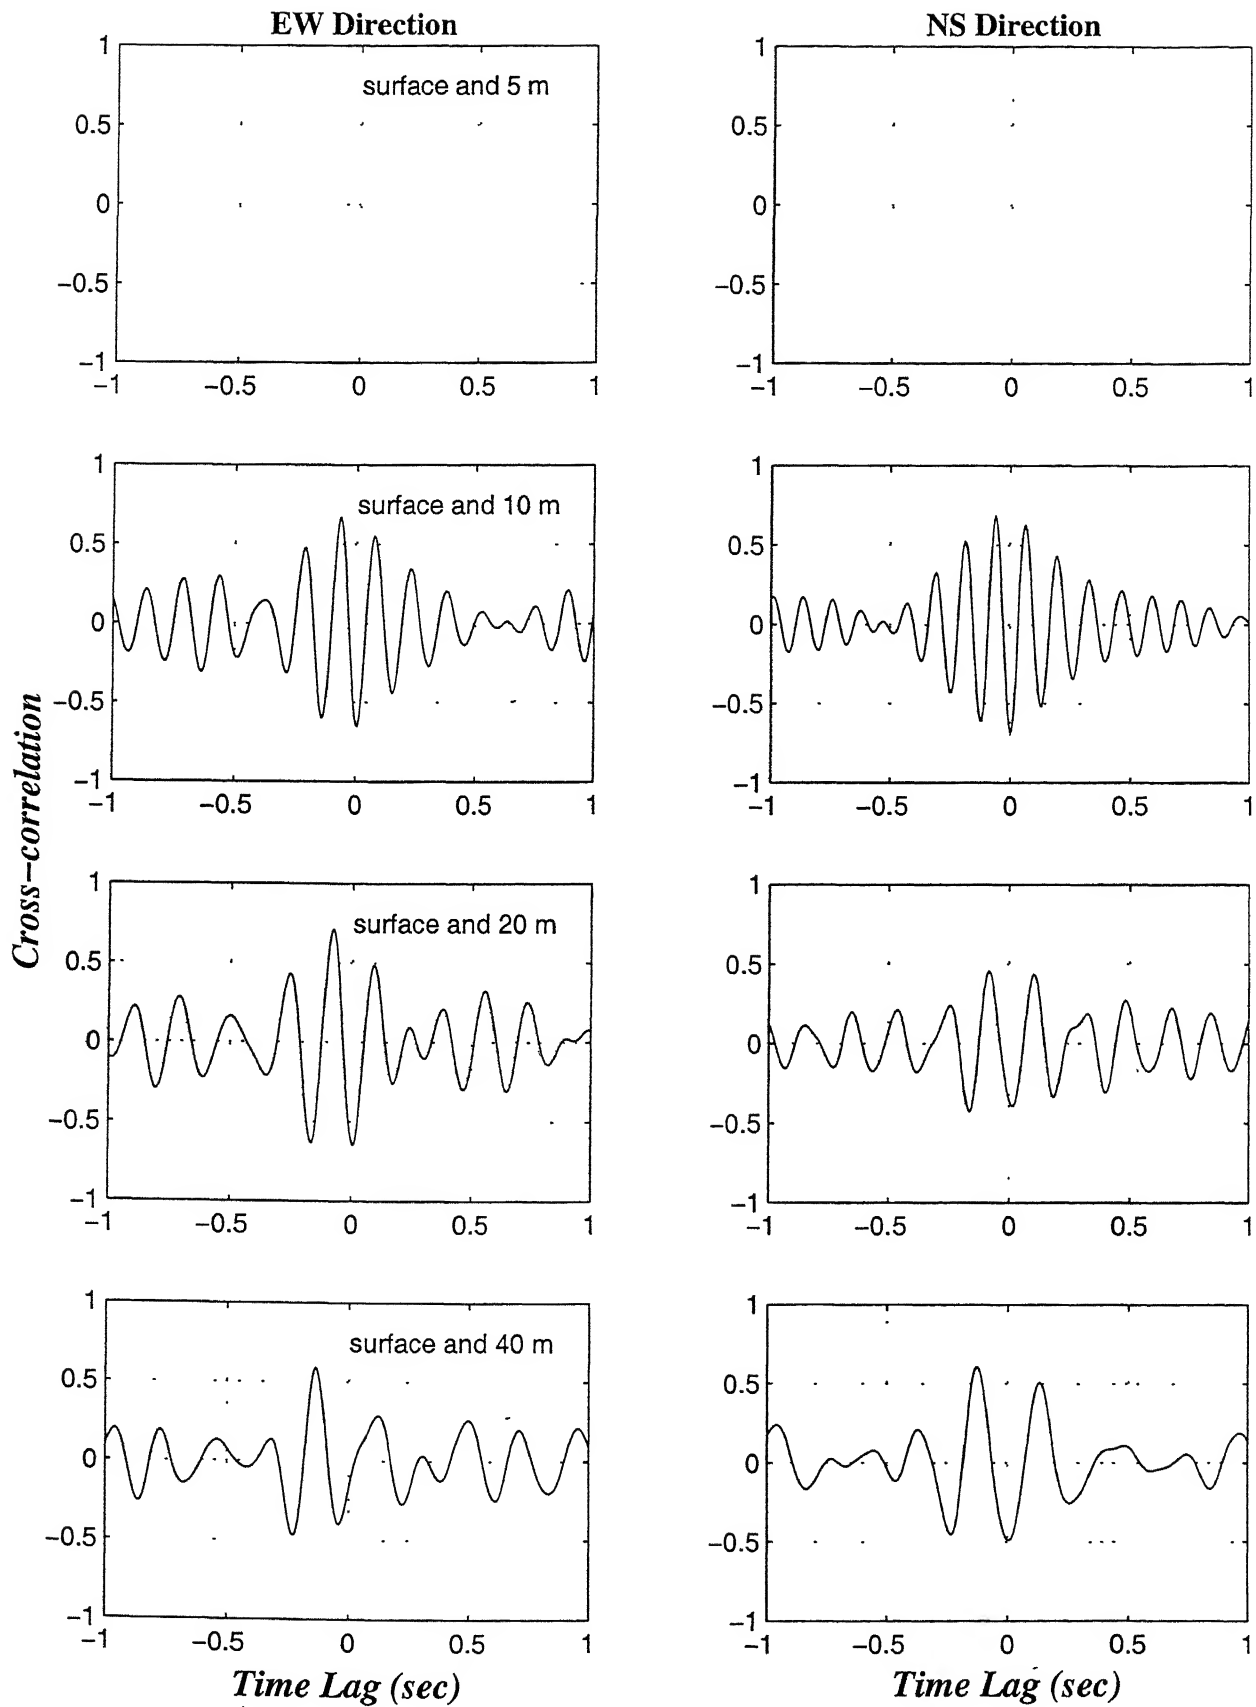 EW Direction
NS Direction
surface and 5 m
1
0.5
0
−0.5
−1
−1 −0.5 0 0.5 1
1
0.5
0
−0.5
−1
−1 −0.5 0 0.5 1
surface and 10 m
1
0.5
0
−0.5
−1
−1 −0.5 0 0.5 1
1
0.5
0
−0.5
−1
−1 −0.5 0 0.5 1
Cross−correlation
surface and 20 m
1
0.5
0
−0.5
−1
−1 −0.5 0 0.5 1
1
0.5
0
−0.5
−1
−1 −0.5 0 0.5 1
surface and 40 m
1
0.5
0
−0.5
−1
−1 −0.5 0 0.5 1
1
0.5
0
−0.5
−1
−1 −0.5 0 0.5 1
Time Lag (sec)
Time Lag (sec)